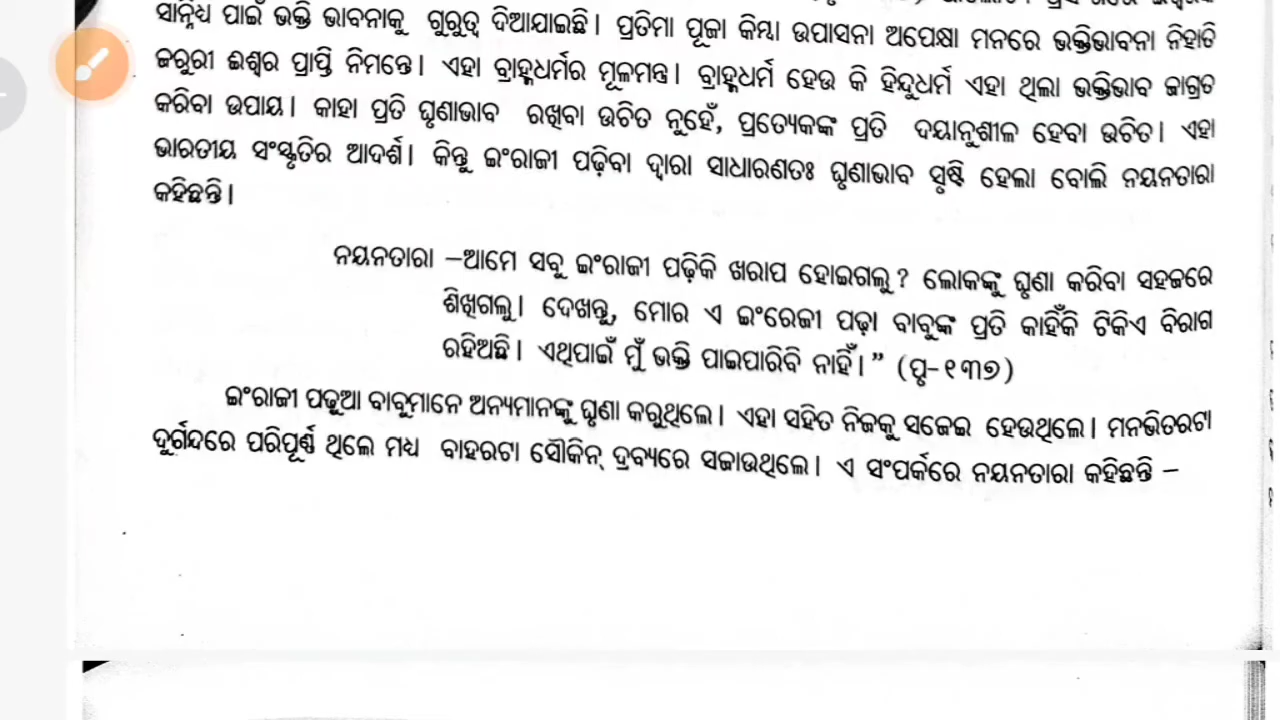 ସାନ୍ନିଧ୍ୟ ପାଇଁ ଭକ୍ତି ଭାବନାକୁ ଗୁରୁତ୍ୱ ଦିଆଯାଇଛି। ପ୍ରତିମା ପୂଜା କିମ୍ବା ଉପାସନା ଅପେକ୍ଷା ମନରେ ଭକ୍ତିଭାବନା ନିହାତି
ଜରୁରୀ ଈଶ୍ୱର ପ୍ରାପ୍ତି ନିମନ୍ତେ। ଏହା ବ୍ରାହ୍ମଧର୍ମର ମୂଳମନ୍ତ୍ର। ବ୍ରାହ୍ମଧର୍ମ ହେଉ କି ହିନ୍ଦୁଧର୍ମ ଏହା ଥିଲା ଭକ୍ତିଭାବ ଜାଗ୍ରତ
କରିବା ଉପାୟ। କାହା ପ୍ରତି ଘୃଣାଭାବ ରଖିବା ଉଚିତ ନୁହେଁ, ପ୍ରତ୍ୟେକଙ୍କ ପ୍ରତି ଦୟାନୁଶୀଳ ହେବା ଉଚିତ। ଏହା
ଭାରତୀୟ ସଂସ୍କୃତିର ଆଦର୍ଶ। କିନ୍ତୁ ଇଂରାଜୀ ପଢ଼ିବା ଦ୍ୱାରା ସାଧାରଣତଃ ଘୃଣାଭାବ ସୃଷ୍ଟି ହେଲା ବୋଲି ନୟନତାରା
କହିଛନ୍ତି।
ନୟନତାରା –ଆମେ ସବୁ ଇଂରାଜୀ ପଢ଼ିକି ଖରାପ ହୋଇଗଲୁ? ଲୋକଙ୍କୁ ଘୃଣା କରିବା ସହଜରେ
ଶିଖିଗଲୁ। ଦେଖନ୍ତୁ, ମୋର ଏ ଇଂରେଜୀ ପଢ଼ା ବାବୁଙ୍କ ପ୍ରତି କାହିଁକି ଟିକିଏ ବିରାଗ
ରହିଅଛି। ଏଥିପାଇଁ ମୁଁ ଭକ୍ତି ପାଇପାରିବି ନାହିଁ।” (ପୃ-୧୩୭)
ଇଂରାଜୀ ପଢୁଆ ବାବୁମାନେ ଅନ୍ୟମାନଙ୍କୁ ଘୃଣା କରୁଥିଲେ। ଏହା ସହିତ ନିଜକୁ ସଜେଇ ହେଉଥିଲେ। ମନଭିତରଟା
ଦୁର୍ଗନ୍ଦରେ ପରିପୂର୍ଣ୍ଣ ଥିଲେ ମଧ୍ୟ ବାହରଟା ସୌକିନ୍ ଦ୍ରବ୍ୟରେ ସଜାଉଥିଲେ। ଏ ସଂପର୍କରେ ନୟନତାରା କହିଛନ୍ତି –